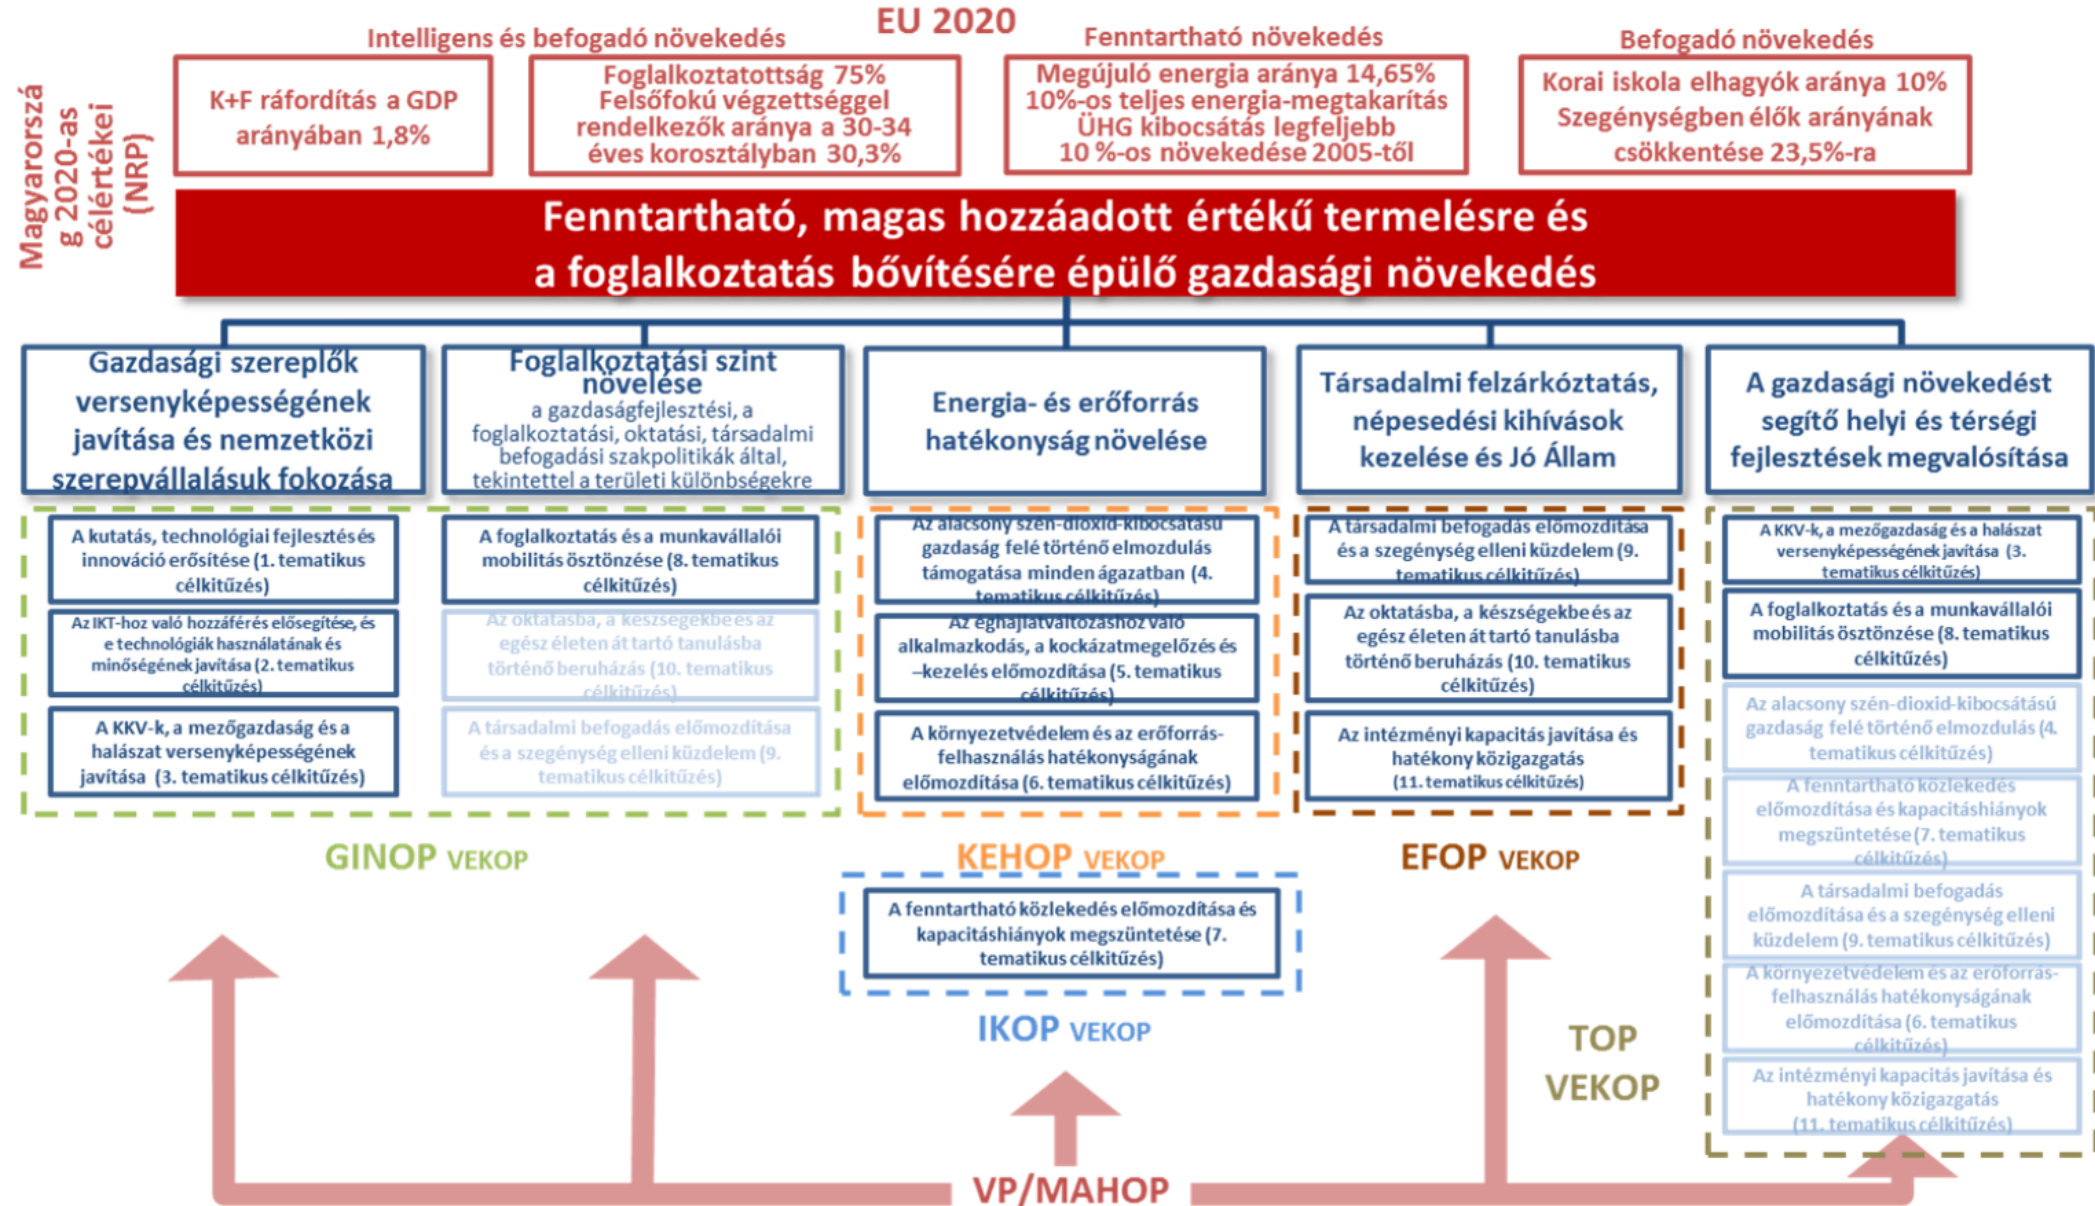 EU 2020
Intelligens és befogadó növekedés
Fenntartható növekedés
Befogadó növekedés
Magyarorszá
g 2020-as
célértékei
(NRP)
K+F ráfordítás a GDP
arányában 1,8%
Foglalkoztatottság 75%
Felsőfokú végzettséggel
rendelkezők aránya a 30-34
éves korosztályban 30,3%
Megújuló energia aránya 14,65%
10%-os teljes energia-megtakarítás
ÜHG kibocsátás legfeljebb
10 %-os növekedése 2005-től
Korai iskola elhagyók aránya 10%
Szegénységben élők arányának
csökkentése 23,5%-ra
Fenntartható, magas hozzáadott értékű termelésre és
a foglalkoztatás bővítésére épülő gazdasági növekedés
Gazdasági szereplők
versenyképességének
javítása és nemzetközi
szerepvállalásuk fokozása
Foglalkoztatási szint
növelése
a gazdaságfejlesztési, a
foglalkoztatási, oktatási, társadalmi
befogadási szakpolitikák által,
tekintettel a területi különbségekre
Energia- és erőforrás
hatékonyság növelése
Társadalmi felzárkóztatás,
népesedési kihívások
kezelése és Jó Állam
A gazdasági növekedést
segítő helyi és térségi
fejlesztések megvalósítása
A kutatás, technológiai fejlesztés és
innováció erősítése (1. tematikus
célkitűzés)
Az IKT-hoz való hozzáférés elősegítése, és
e technológiák használatának és
minőségének javítása (2. tematikus
célkitűzés)
A KKV-k, a mezőgazdaság és a
halászat versenyképességének
javítása (3. tematikus célkitűzés)
A foglalkoztatás és a munkavállalói
mobilitás ösztönzése (8. tematikus
célkitűzés)
Az oktatásba, a készségekbe és az
egész életen át tartó tanulásba
történő beruházás (10. tematikus
célkitűzés)
A társadalmi befogadás előmozdítása
és a szegénység elleni küzdelem (9.
tematikus célkitűzés)
GINOP VEKOP
Az alacsony szén-dioxid-kibocsátású
gazdaság felé történő elmozdulás
támogatása minden ágazatban (4.
tematikus célkitűzés)
Az éghajlatváltozáshoz való
alkalmazkodás, a kockázatmegelőzés és
–kezelés előmozdítása (5. tematikus
célkitűzés)
A környezetvédelem és az erőforrás-
felhasználás hatékonyságának
előmozdítása (6. tematikus célkitűzés)
KEHOP VEKOP
A fenntartható közlekedés előmozdítása és
kapacitáshiányok megszüntetése (7.
tematikus célkitűzés)
IKOP VEKOP
A társadalmi befogadás előmozdítása
és a szegénység elleni küzdelem (9.
tematikus célkitűzés)
Az oktatásba, a készségekbe és az
egész életen át tartó tanulásba
történő beruházás (10. tematikus
célkitűzés)
Az intézményi kapacitás javítása és
hatékony közigazgatás
(11. tematikus célkitűzés)
EFOP VEKOP
A KKV-k, a mezőgazdaság és a halászat
versenyképességének javítása (3.
tematikus célkitűzés)
A foglalkoztatás és a munkavállalói
mobilitás ösztönzése (8. tematikus
célkitűzés)
Az alacsony szén-dioxid-kibocsátású
gazdaság felé történő elmozdulás (4.
tematikus célkitűzés)
A fenntartható közlekedés
előmozdítása és kapacitáshiányok
megszüntetése (7. tematikus
célkitűzés)
A társadalmi befogadás
előmozdítása és a szegénység elleni
küzdelem (9. tematikus célkitűzés)
A környezetvédelem és az erőforrás-
felhasználás hatékonyságának
előmozdítása (6. tematikus
célkitűzés)
Az intézményi kapacitás javítása és
hatékony közigazgatás
(11. tematikus célkitűzés)
TOP
VEKOP
VP/MAHOP